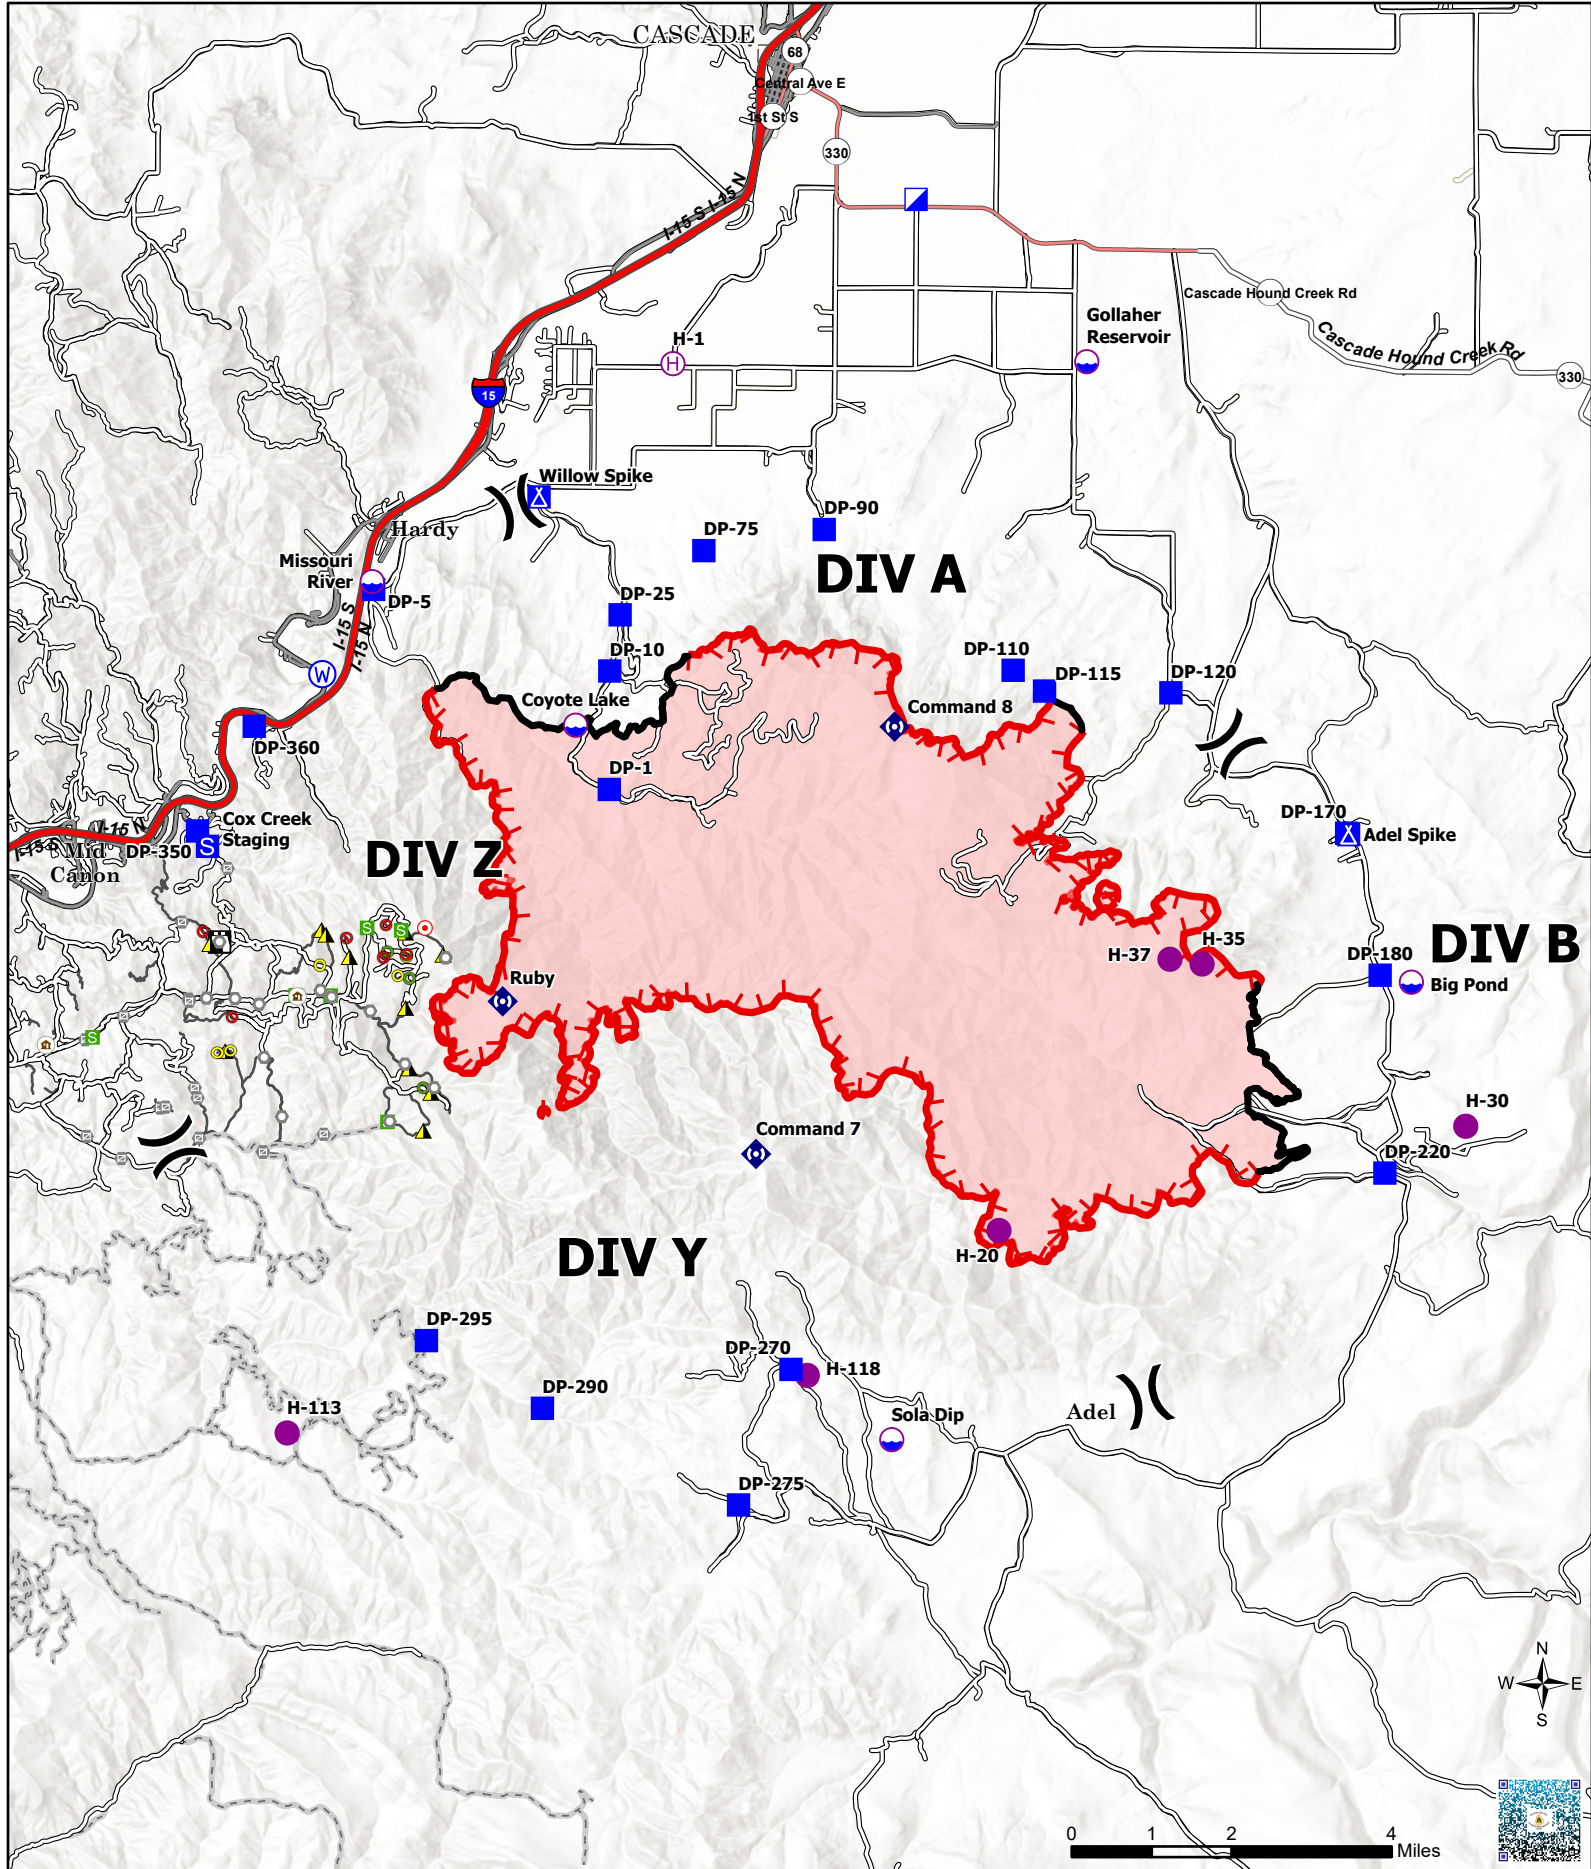 CASCADE
68
Central Ave E
1st St S
330
I-15 S I-15 N
Cascade Hound Creek Rd
Gollaher
Reservoir
Cascade Hound Creek Rd
330
H-1
H
15
Willow Spike
Hardy
DP-75
DP-90
DIV A
Missouri
River
DP-5
DP-25
I-15 S
I-15 N
DP-10
DP-110
DP-115
DP-120
W
Coyote Lake
Command 8
DP-360
DP-1
Cox Creek
Staging
I-15 N
I-15 S
Mid
Canon
DP-350
S
DIV Z
DP-170
Adel Spike
S
S
DIV B
H-35
H-37
DP-180
Big Pond
Ruby
S
H-30
Command 7
DP-220
H-20
DIV Y
DP-295
DP-270
H-118
DP-290
H-113
Sola Dip
Adel
DP-275
N
W
E
S
0
1
2
4
Miles